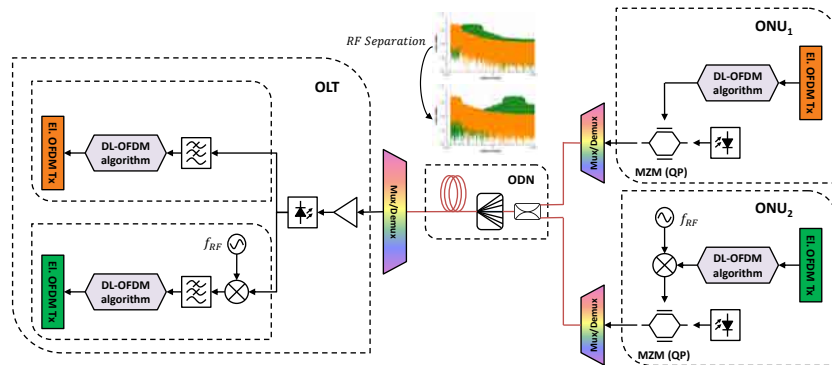 RF Separation
OLT
El. OFDM Tx
DL-OFDM
algorithm
f_RF
El. OFDM Tx
DL-OFDM
algorithm
Mux/Demux
ODN
Mux/Demux
Mux/Demux
ONU₁
DL-OFDM
algorithm
El. OFDM Tx
MZM (QP)
ONU₂
f_RF
DL-OFDM
algorithm
El. OFDM Tx
MZM (QP)